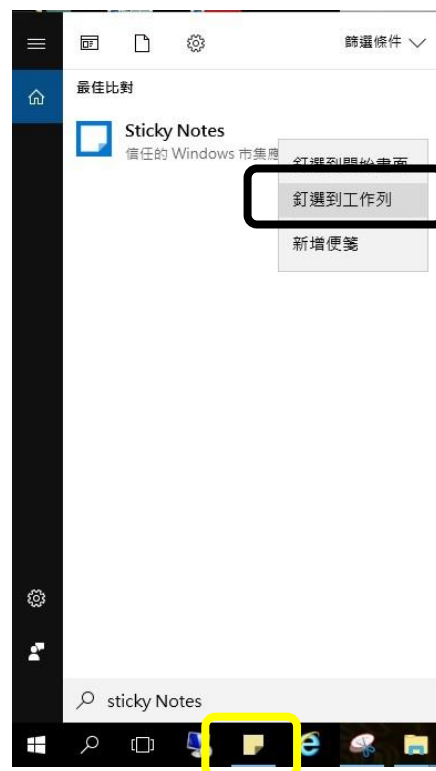 篩選條件
最佳比對
Sticky Notes
信任的 Windows 市集應
釘選到開始畫面
釘選到工作列
新增便箋
sticky Notes